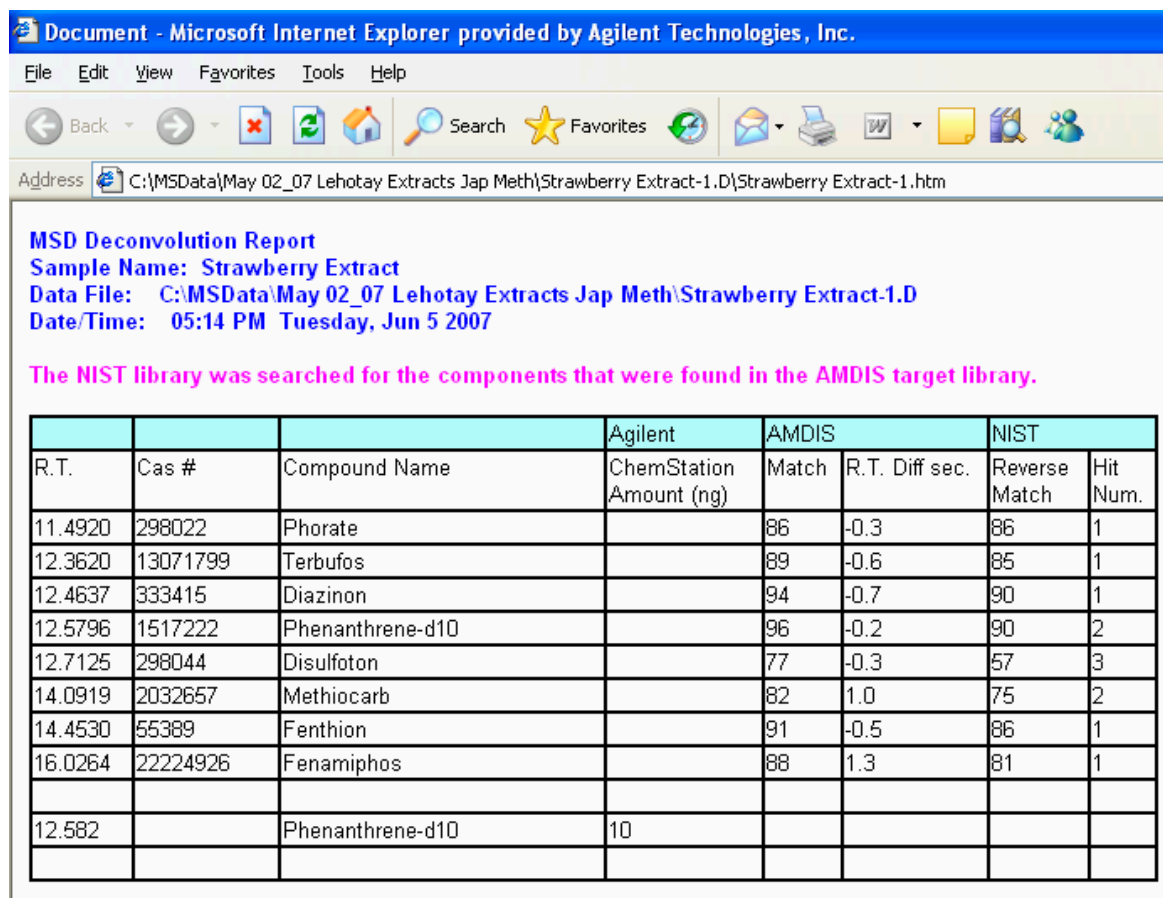 Document - Microsoft Internet Explorer provided by Agilent Technologies, Inc.
File Edit View Favorites Tools Help
Back Search Favorites
Address C:\MSData\May 02_07 Lehotay Extracts Jap Meth\Strawberry Extract-1.D\Strawberry Extract-1.htm
MSD Deconvolution Report
Sample Name: Strawberry Extract
Data File: C:\MSData\May 02_07 Lehotay Extracts Jap Meth\Strawberry Extract-1.D
Date/Time: 05:14 PM Tuesday, Jun 5 2007
The NIST library was searched for the components that were found in the AMDIS target library.
Agilent AMDIS NIST
R.T. Cas # Compound Name ChemStation Match R.T. Diff sec. Reverse Hit
Amount (ng) Match Num.
11.4920 298022 Phorate 86 -0.3 86 1
12.3620 13071799 Terbufos 89 -0.6 85 1
12.4637 333415 Diazinon 94 -0.7 90 1
12.5796 1517222 Phenanthrene-d10 96 -0.2 90 2
12.7125 298044 Disulfoton 77 -0.3 57 3
14.0919 2032657 Methiocarb 82 1.0 75 2
14.4530 55389 Fenthion 91 -0.5 86 1
16.0264 22224926 Fenamiphos 88 1.3 81 1
12.582 Phenanthrene-d10 10